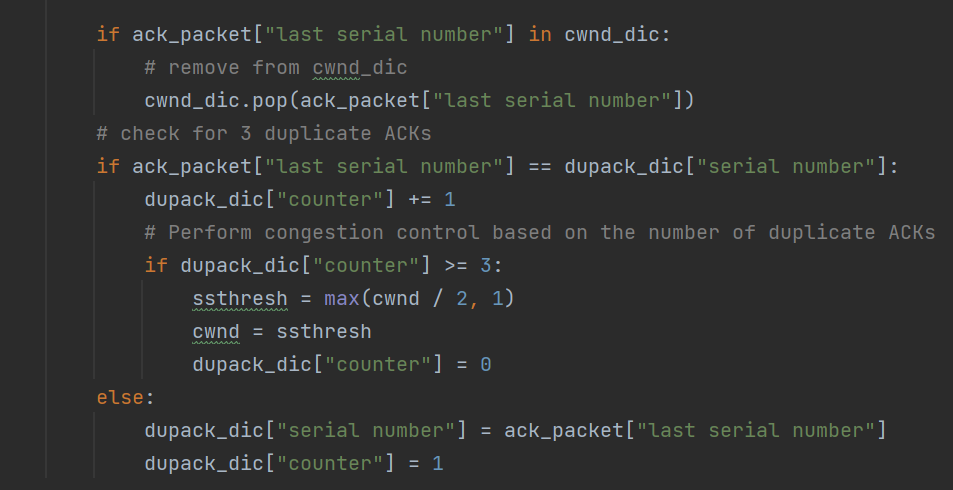 if ack_packet["last serial number"] in cwnd_dic:
# remove from cwnd_dic
cwnd_dic.pop(ack_packet["last serial number"])
# check for 3 duplicate ACKs
if ack_packet["last serial number"] == dupack_dic["serial number"]:
dupack_dic["counter"] += 1
# Perform congestion control based on the number of duplicate ACKs
if dupack_dic["counter"] >= 3:
ssthresh = max(cwnd / 2, 1)
cwnd = ssthresh
dupack_dic["counter"] = 0
else:
dupack_dic["serial number"] = ack_packet["last serial number"]
dupack_dic["counter"] = 1